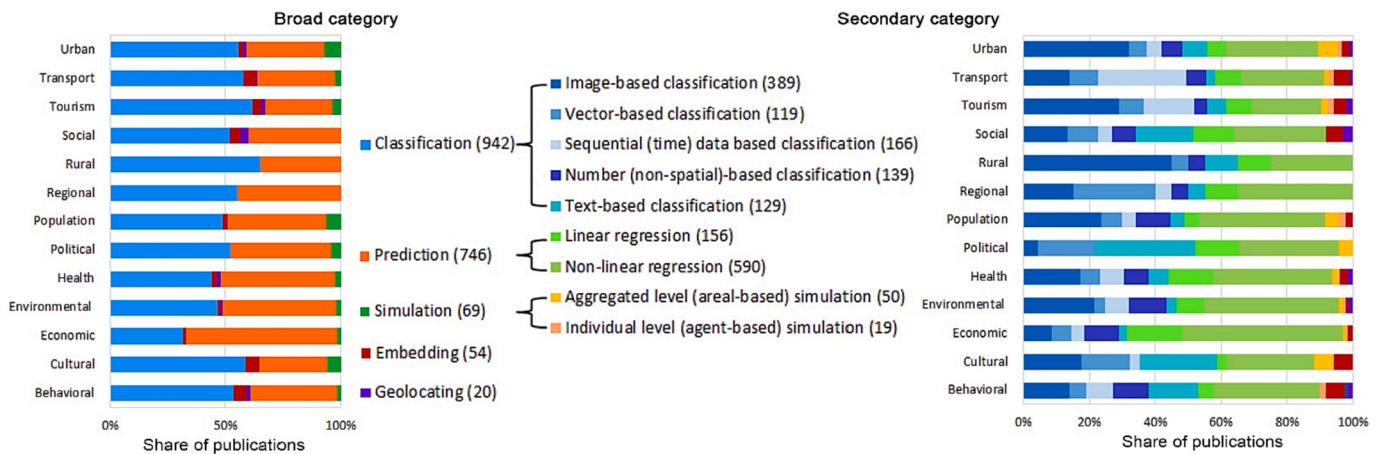 Broad category
Urban
Transport
Tourism
Social
Rural
Regional
Population
Political
Health
Environmental
Economic
Cultural
Behavioral
0%
50%
100%
Share of publications
Classification (942)
Prediction (746)
Simulation (69)
Embedding (54)
Geolocating (20)
Image-based classification (389)
Vector-based classification (119)
Sequential (time) data based classification (166)
Number (non-spatial)-based classification (139)
Text-based classification (129)
Linear regression (156)
Non-linear regression (590)
Aggregated level (areal-based) simulation (50)
Individual level (agent-based) simulation (19)
Secondary category
Urban
Transport
Tourism
Social
Rural
Regional
Population
Political
Health
Environmental
Economic
Cultural
Behavioral
0%
20%
40%
60%
80%
100%
Share of publications